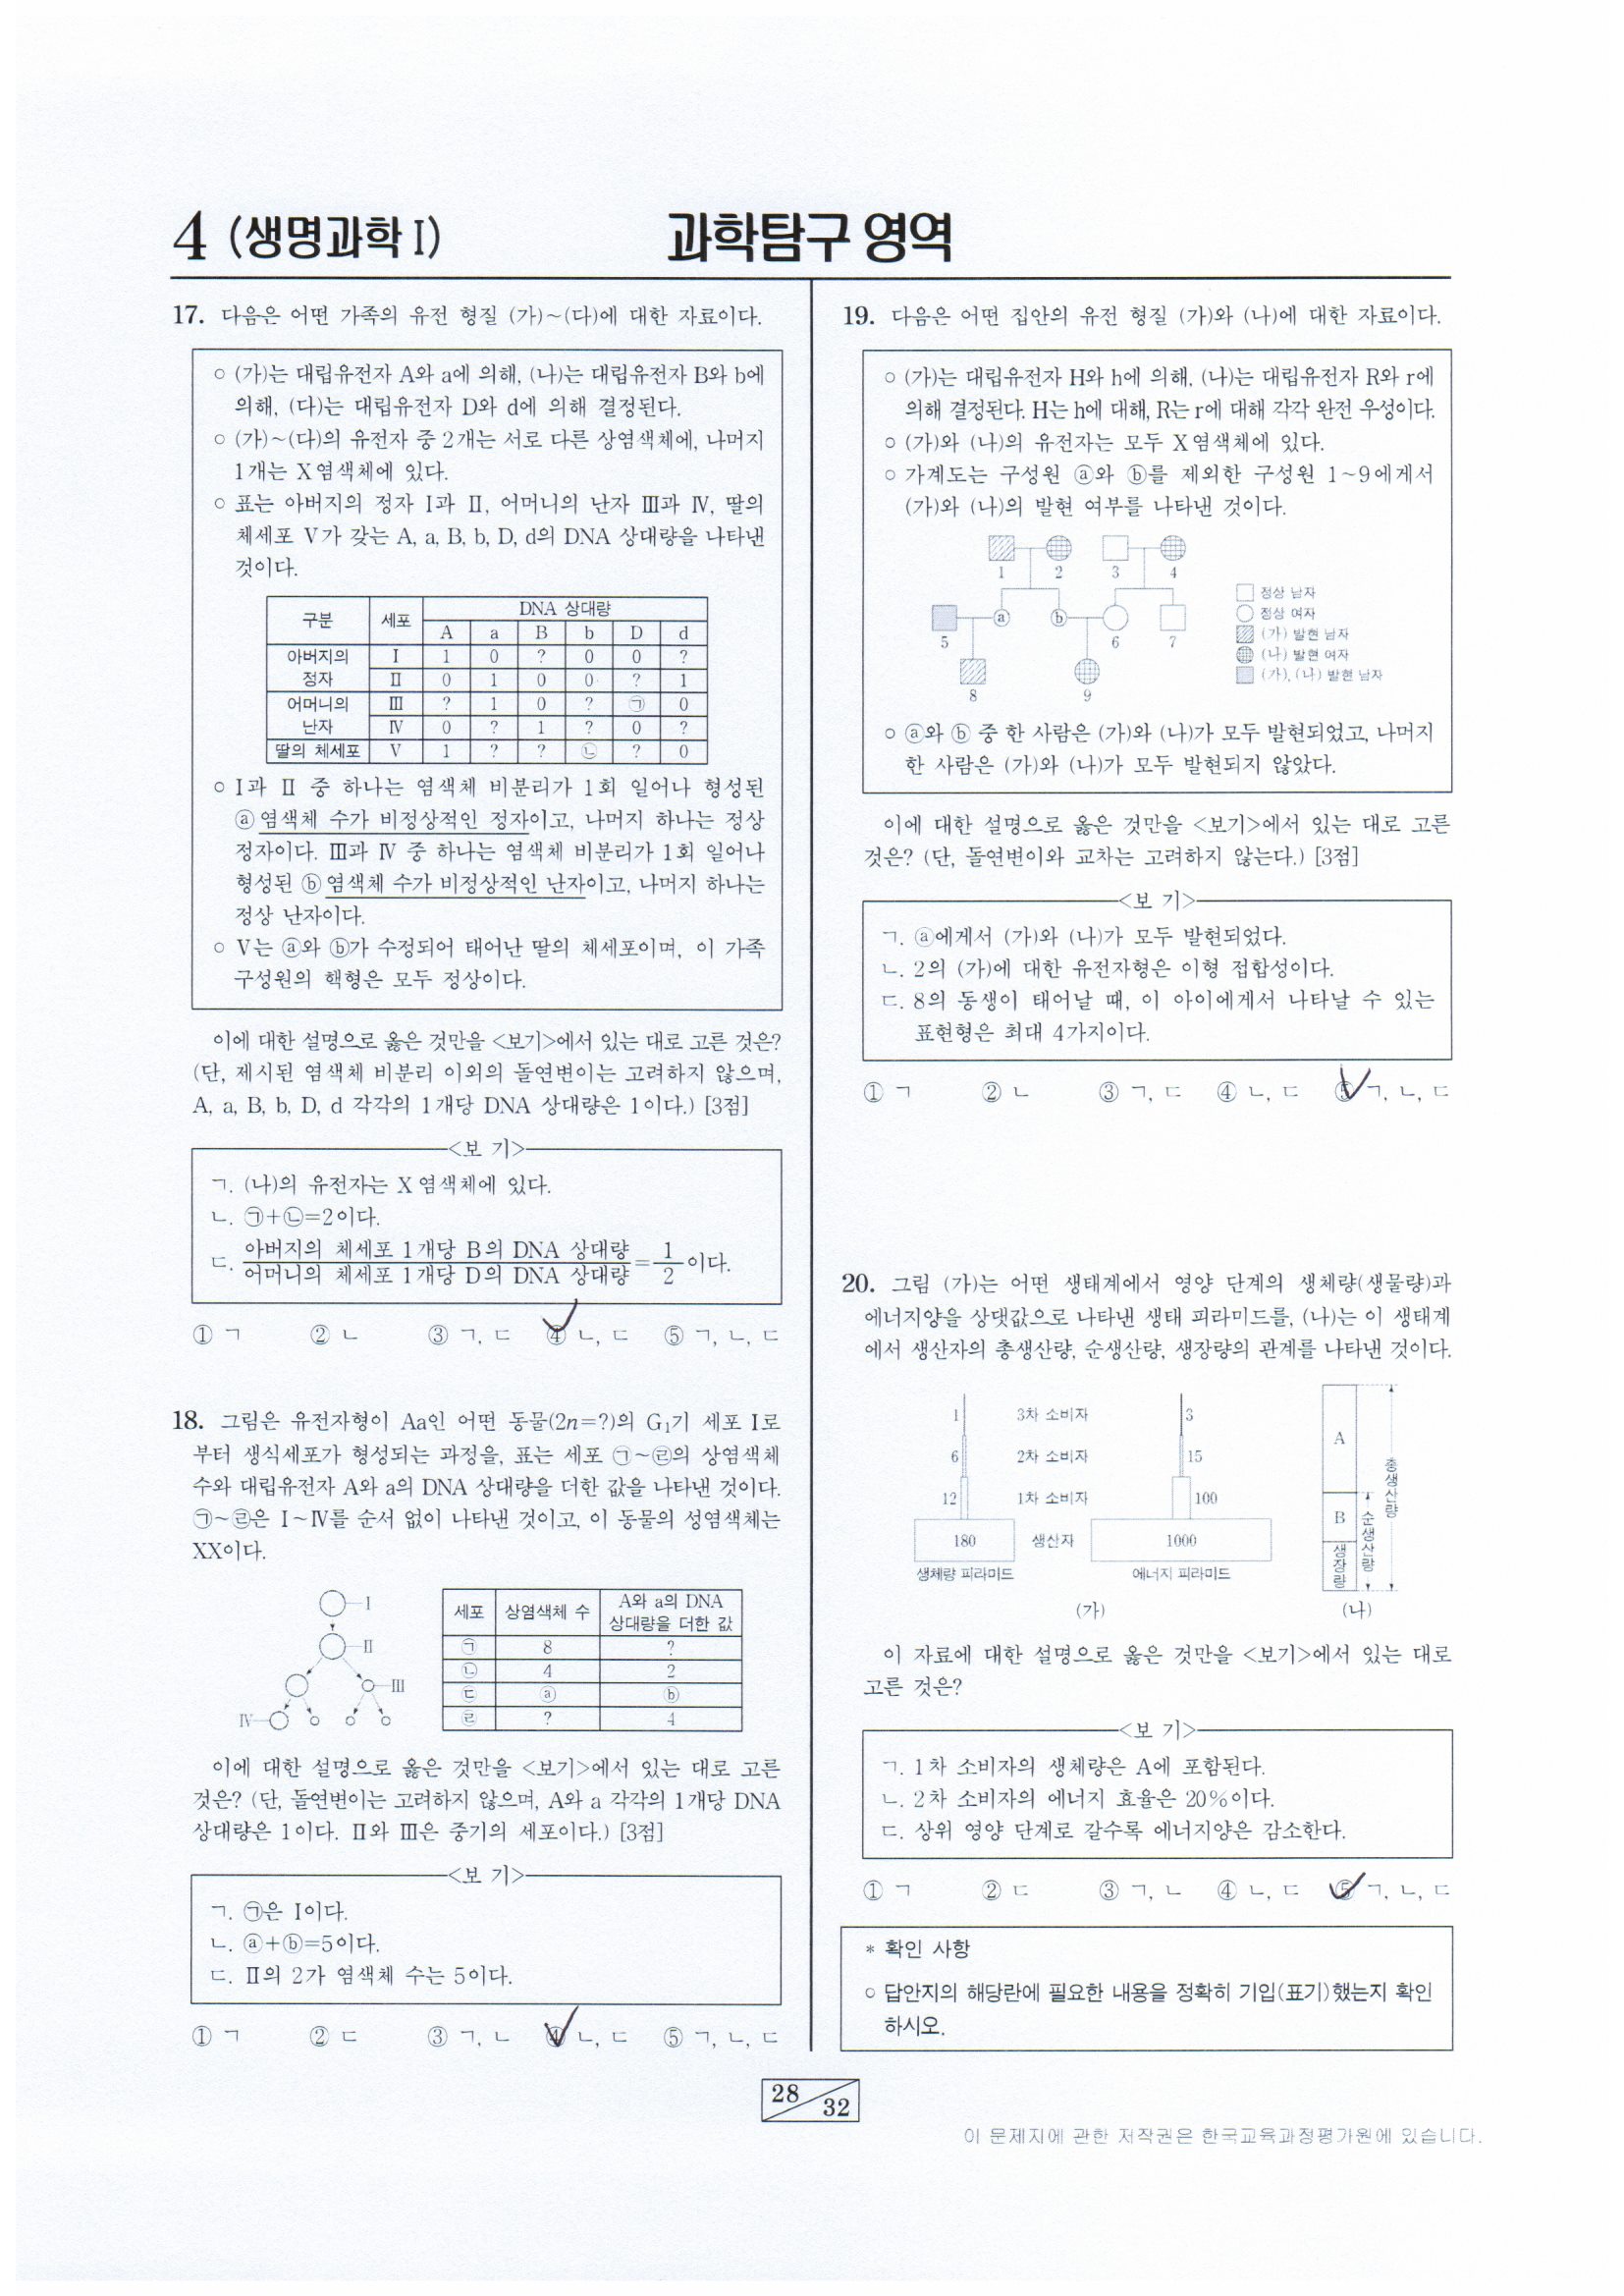 4 (생명과학 I)
과학탐구 영역
17. 다음은 어떤 가족의 유전 형질 (가)~(다)에 대한 자료이다.
○ (가)는 대립유전자 A와 a에 의해, (나)는 대립유전자 B와 b에
의해, (다)는 대립유전자 D와 d에 의해 결정된다.
○ (가)~(다)의 유전자 중 2개는 서로 다른 상염색체에, 나머지
1개는 X 염색체에 있다.
○ 표는 아버지의 정자 I과 II, 어머니의 난자 III과 IV, 딸의
체세포 V가 갖는 A, a, B, b, D, d의 DNA 상대량을 나타낸
것이다.
구분 세포 DNA 상대량
A a B b D d
아버지의 정자 I 1 0 ? 0 0 ?
II 0 1 0 0 ? 1
어머니의 난자 III ? 1 0 ? ㉠ 0
IV 0 ? 1 ? 0 ?
딸의 체세포 V 1 ? ? ㉡ ? 0
○ I과 II 중 하나는 염색체 비분리가 1회 일어나 형성된
ⓐ 염색체 수가 비정상적인 정자이고, 나머지 하나는 정상
정자이다. III과 IV 중 하나는 염색체 비분리가 1회 일어나
형성된 ⓑ 염색체 수가 비정상적인 난자이고, 나머지 하나는
정상 난자이다.
○ V는 ⓐ와 ⓑ가 수정되어 태어난 딸의 체세포이며, 이 가족
구성원의 핵형은 모두 정상이다.
이에 대한 설명으로 옳은 것만을 <보기>에서 있는 대로 고른 것은?
(단, 제시된 염색체 비분리 이외의 돌연변이는 고려하지 않으며,
A, a, B, b, D, d 각각의 1개당 DNA 상대량은 1이다.) [3점]
<보 기>
ㄱ. (나)의 유전자는 X 염색체에 있다.
ㄴ. ㉠+㉡=2이다.
ㄷ. 아버지의 체세포 1개당 B의 DNA 상대량 / 어머니의 체세포 1개당 D의 DNA 상대량 = 1/2 이다.
① ㄱ ② ㄴ ③ ㄱ, ㄷ ④ ㄴ, ㄷ ⑤ ㄱ, ㄴ, ㄷ
18. 그림은 유전자형이 Aa인 어떤 동물(2n=?)의 G₁기 세포 I로
부터 생식세포가 형성되는 과정을, 표는 세포 ㉠~㉣의 상염색체
수와 대립유전자 A와 a의 DNA 상대량을 더한 값을 나타낸 것이다.
㉠~㉣은 I~IV를 순서 없이 나타낸 것이고, 이 동물의 성염색체는
XX이다.
I
II
III
IV
세포 상염색체 수 A와 a의 DNA 상대량을 더한 값
㉠ 8 ?
㉡ 4 2
㉢ ⓐ ⓑ
㉣ ? 4
이에 대한 설명으로 옳은 것만을 <보기>에서 있는 대로 고른
것은? (단, 돌연변이는 고려하지 않으며, A와 a 각각의 1개당 DNA
상대량은 1이다. II와 III은 중기의 세포이다.) [3점]
<보 기>
ㄱ. ㉠은 I이다.
ㄴ. ⓐ+ⓑ=5이다.
ㄷ. II의 2가 염색체 수는 5이다.
① ㄱ ② ㄷ ③ ㄱ, ㄴ ④ ㄴ, ㄷ ⑤ ㄱ, ㄴ, ㄷ
19. 다음은 어떤 집안의 유전 형질 (가)와 (나)에 대한 자료이다.
○ (가)는 대립유전자 H와 h에 의해, (나)는 대립유전자 R와 r에
의해 결정된다. H는 h에 대해, R는 r에 대해 각각 완전 우성이다.
○ (가)와 (나)의 유전자는 모두 X 염색체에 있다.
○ 가계도는 구성원 ⓐ와 ⓑ를 제외한 구성원 1~9에게서
(가)와 (나)의 발현 여부를 나타낸 것이다.
1 2 3 4
5 ⓐ ⓑ 6 7
8 9
정상 남자
정상 여자
(가) 발현 남자
(나) 발현 여자
(가), (나) 발현 남자
○ ⓐ와 ⓑ 중 한 사람은 (가)와 (나)가 모두 발현되었고, 나머지
한 사람은 (가)와 (나)가 모두 발현되지 않았다.
이에 대한 설명으로 옳은 것만을 <보기>에서 있는 대로 고른
것은? (단, 돌연변이와 교차는 고려하지 않는다.) [3점]
<보 기>
ㄱ. ⓐ에게서 (가)와 (나)가 모두 발현되었다.
ㄴ. 2의 (가)에 대한 유전자형은 이형 접합성이다.
ㄷ. 8의 동생이 태어날 때, 이 아이에게서 나타날 수 있는
표현형은 최대 4가지이다.
① ㄱ ② ㄴ ③ ㄱ, ㄷ ④ ㄴ, ㄷ ⑤ ㄱ, ㄴ, ㄷ
20. 그림 (가)는 어떤 생태계에서 영양 단계의 생체량(생물량)과
에너지양을 상댓값으로 나타낸 생태 피라미드를, (나)는 이 생태계
에서 생산자의 총생산량, 순생산량, 생장량의 관계를 나타낸 것이다.
1 3차 소비자 3
6 2차 소비자 15
12 1차 소비자 100
180 생산자 1000
생체량 피라미드 에너지 피라미드
(가)
A
B
생장량
순생산량
총생산량
(나)
이 자료에 대한 설명으로 옳은 것만을 <보기>에서 있는 대로
고른 것은?
<보 기>
ㄱ. 1차 소비자의 생체량은 A에 포함된다.
ㄴ. 2차 소비자의 에너지 효율은 20%이다.
ㄷ. 상위 영양 단계로 갈수록 에너지양은 감소한다.
① ㄱ ② ㄷ ③ ㄱ, ㄴ ④ ㄴ, ㄷ ⑤ ㄱ, ㄴ, ㄷ
* 확인 사항
○ 답안지의 해당란에 필요한 내용을 정확히 기입(표기)했는지 확인
하시오.
28 32
이 문제지에 관한 저작권은 한국교육과정평가원에 있습니다.